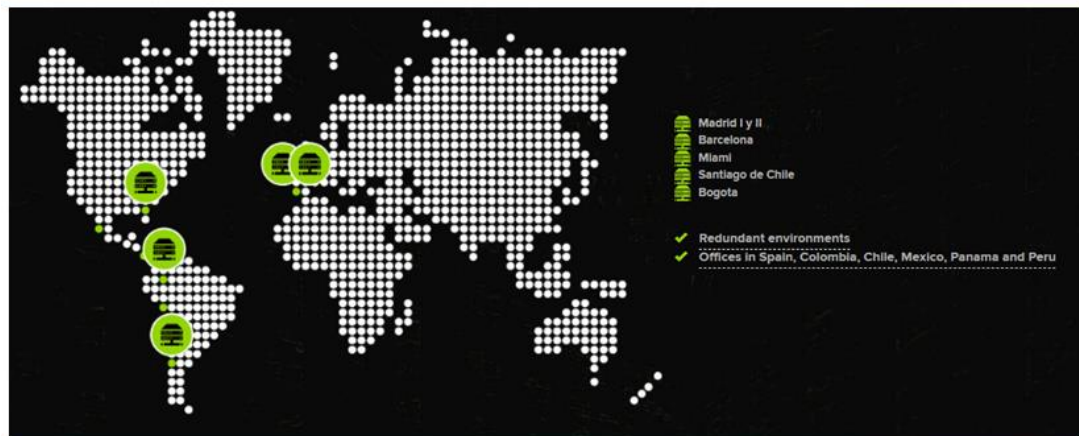 Madrid I y II
Barcelona
Miami
Santiago de Chile
Bogota
Redundant environments
Offices in Spain, Colombia, Chile, Mexico, Panama and Peru